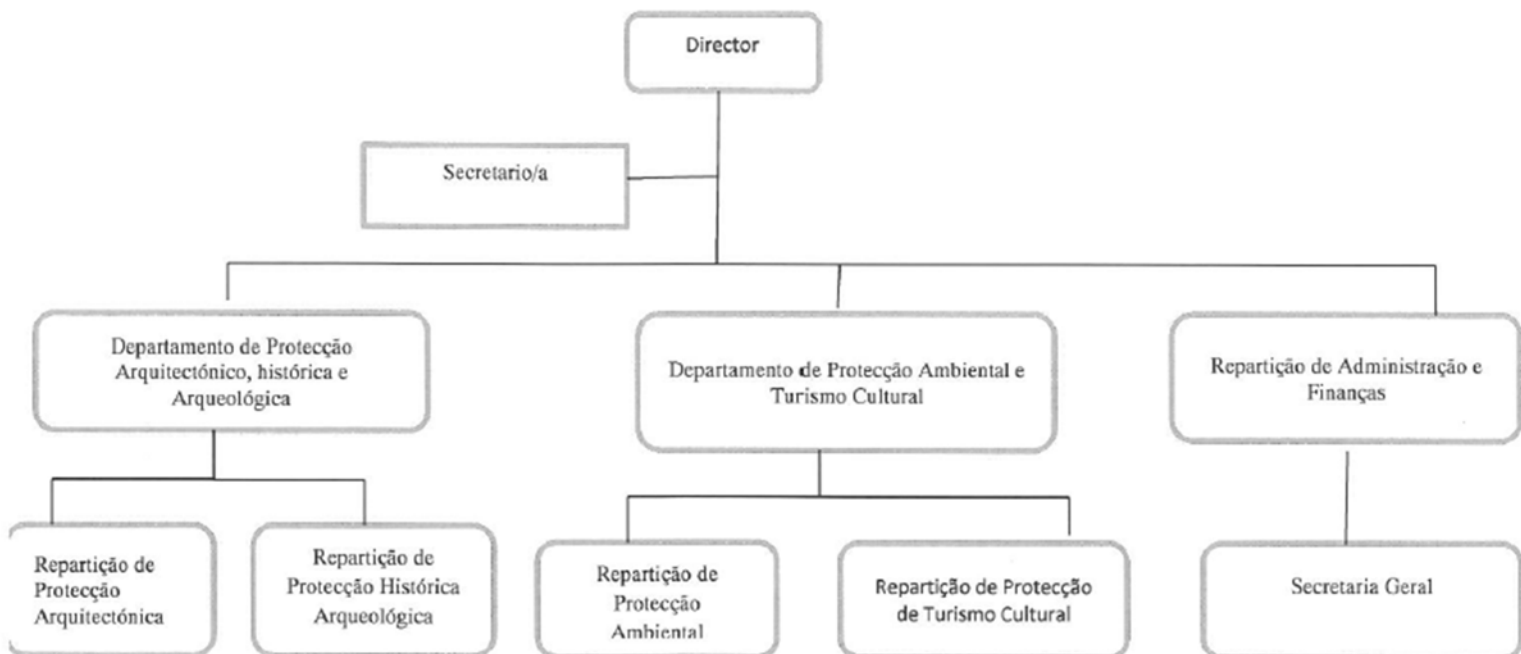 Director
Secretario/a
Departamento de Protecção
Arquitectónico, histórica e
Arqueológica
Departamento de Protecção Ambiental e
Turismo Cultural
Repartição de Administração e
Finanças
Repartição de
Protecção
Arquitectónica
Repartição de
Protecção Histórica
Arqueológica
Repartição de
Protecção
Ambiental
Repartição de Protecção
de Turismo Cultural
Secretaria Geral